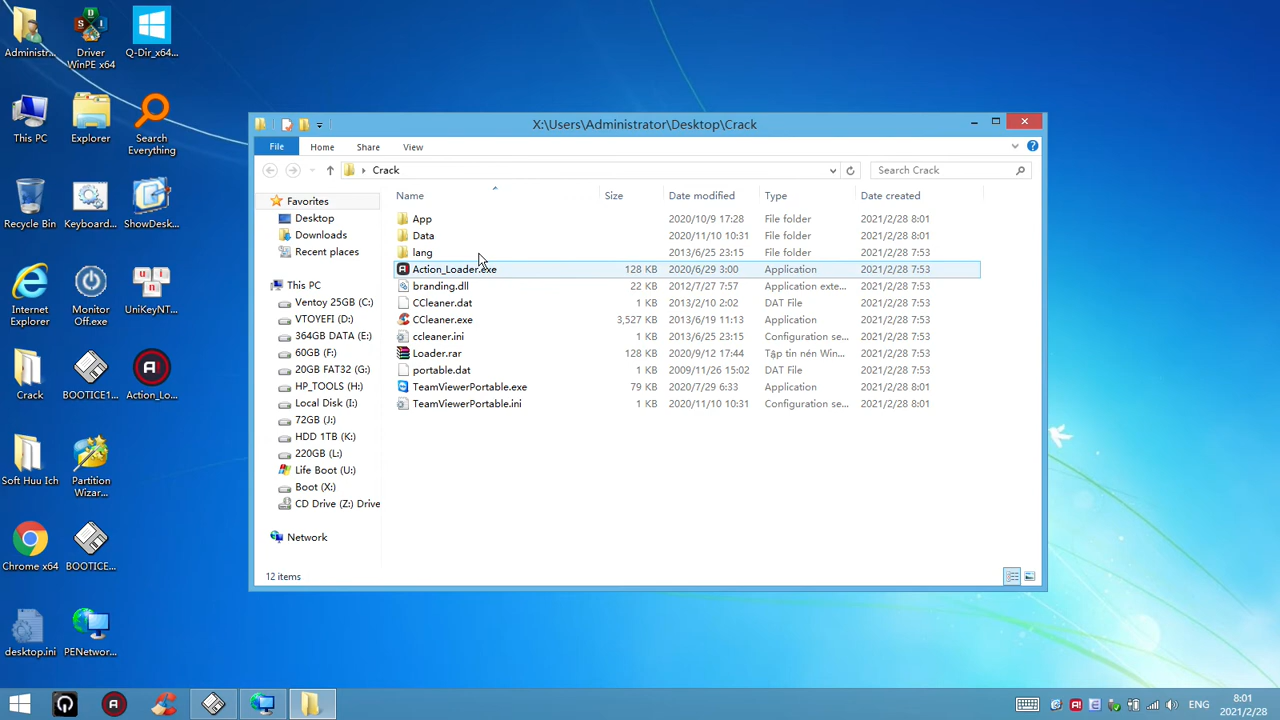 Administr...
Driver
WinPE x64
Q-Dir_x64...
This PC
Explorer
Search
Everything
Recycle Bin
Keyboard...
ShowDesk...
Internet
Explorer
Monitor
Off.exe
UniKeyNT...
Crack
BOOTICE1...
Action_Lo...
Soft Huu Ich
Partition
Wizar...
Chrome x64
BOOTICE...
desktop.ini
PENetwor...
X:\Users\Administrator\Desktop\Crack
File
Home
Share
View
Crack
Search Crack
Favorites
Desktop
Downloads
Recent places
This PC
Ventoy 25GB (C:)
VTOYEFI (D:)
364GB DATA (E:)
60GB (F:)
20GB FAT32 (G:)
HP_TOOLS (H:)
Local Disk (I:)
72GB (J:)
HDD 1TB (K:)
220GB (L:)
Life Boot (U:)
Boot (X:)
CD Drive (Z:) Drive
Network
Name Size Date modified Type Date created
App 2020/10/9 17:28 File folder 2021/2/28 8:01
Data 2020/11/10 10:31 File folder 2021/2/28 8:01
lang 2013/6/25 23:15 File folder 2021/2/28 7:53
Action_Loader.exe 128 KB 2020/6/29 3:00 Application 2021/2/28 7:53
branding.dll 22 KB 2012/7/27 7:57 Application exte... 2021/2/28 7:53
CCleaner.dat 1 KB 2013/2/10 2:02 DAT File 2021/2/28 7:53
CCleaner.exe 3,527 KB 2013/6/19 11:13 Application 2021/2/28 7:53
ccleaner.ini 1 KB 2013/6/25 23:15 Configuration se... 2021/2/28 7:53
Loader.rar 128 KB 2020/9/12 17:44 Tập tin nén Win... 2021/2/28 7:53
portable.dat 1 KB 2009/11/26 15:02 DAT File 2021/2/28 7:53
TeamViewerPortable.exe 79 KB 2020/7/29 6:33 Application 2021/2/28 8:01
TeamViewerPortable.ini 1 KB 2020/11/10 10:31 Configuration se... 2021/2/28 8:01
12 items
ENG
8:01
2021/2/28